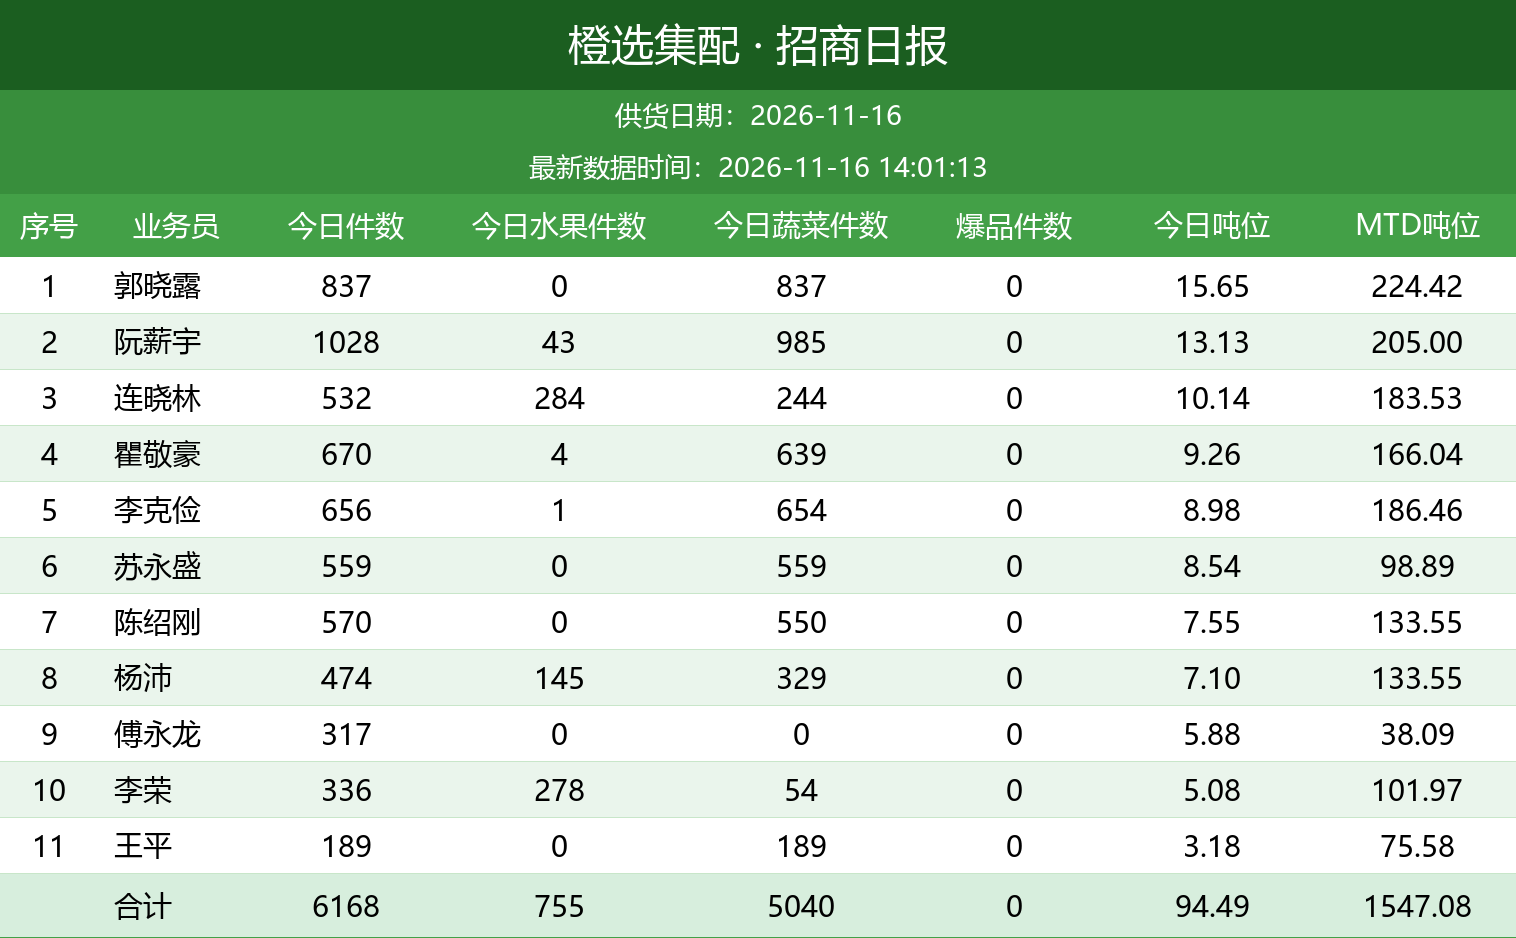 橙选集配 · 招商日报
供货日期：2026-11-16
最新数据时间：2026-11-16 14:01:13
序号 业务员 今日件数 今日水果件数 今日蔬菜件数 爆品件数 今日吨位 MTD吨位
1 郭晓露 837 0 837 0 15.65 224.42
2 阮薪宇 1028 43 985 0 13.13 205.00
3 连晓林 532 284 244 0 10.14 183.53
4 瞿敬豪 670 4 639 0 9.26 166.04
5 李克俭 656 1 654 0 8.98 186.46
6 苏永盛 559 0 559 0 8.54 98.89
7 陈绍刚 570 0 550 0 7.55 133.55
8 杨沛 474 145 329 0 7.10 133.55
9 傅永龙 317 0 0 0 5.88 38.09
10 李荣 336 278 54 0 5.08 101.97
11 王平 189 0 189 0 3.18 75.58
合计 6168 755 5040 0 94.49 1547.08